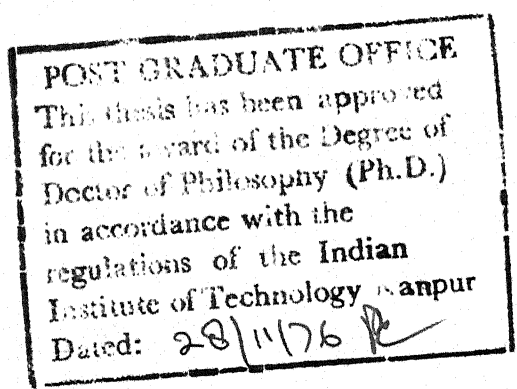 POST GRADUATE OFFICE
This thesis has been approved
for the award of the Degree of
Doctor of Philosophy (Ph.D.)
in accordance with the
regulations of the Indian
Institute of Technology Kanpur
Dated: 28/11/76